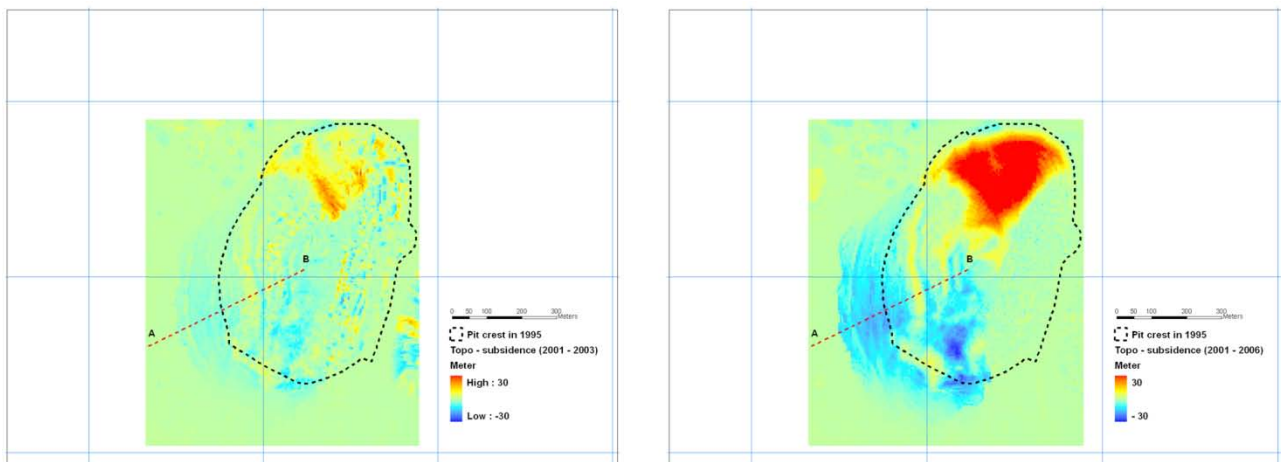 B
A
0 50 100 200 300
Meters
Pit crest in 1995
Topo - subsidence (2001 - 2003)
Meter
High : 30
Low : -30
B
A
0 50 100 200 300
Meters
Pit crest in 1995
Topo - subsidence (2001 - 2006)
Meter
30
- 30